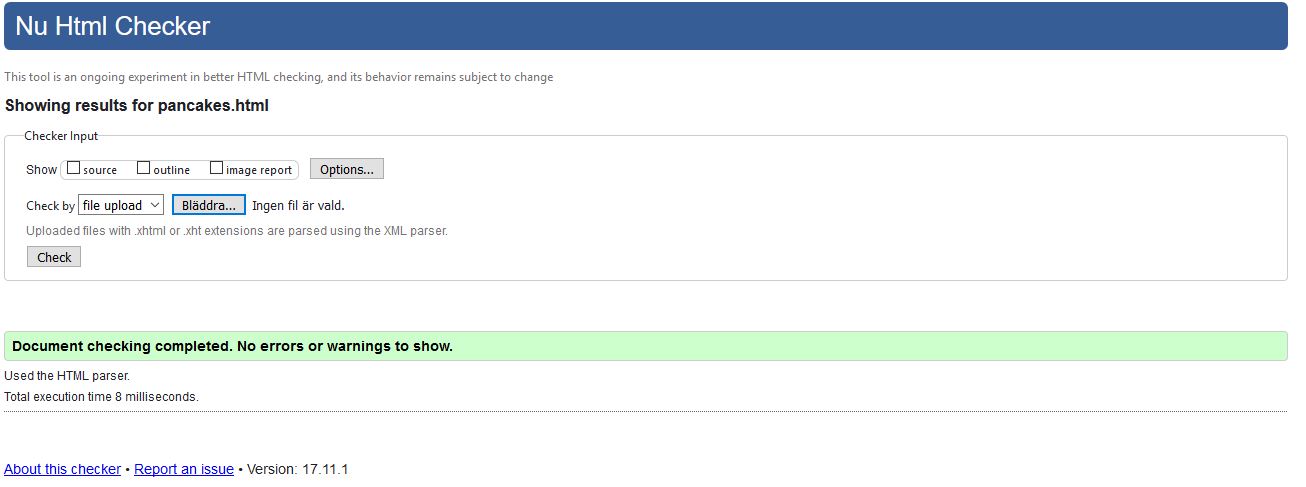 Nu Html Checker
This tool is an ongoing experiment in better HTML checking, and its behavior remains subject to change
Showing results for pancakes.html
Checker Input
Show source outline image report Options...
Check by file upload Bläddra... Ingen fil är vald.
Uploaded files with .xhtml or .xht extensions are parsed using the XML parser.
Check
Document checking completed. No errors or warnings to show.
Used the HTML parser.
Total execution time 8 milliseconds.
About this checker • Report an issue • Version: 17.11.1